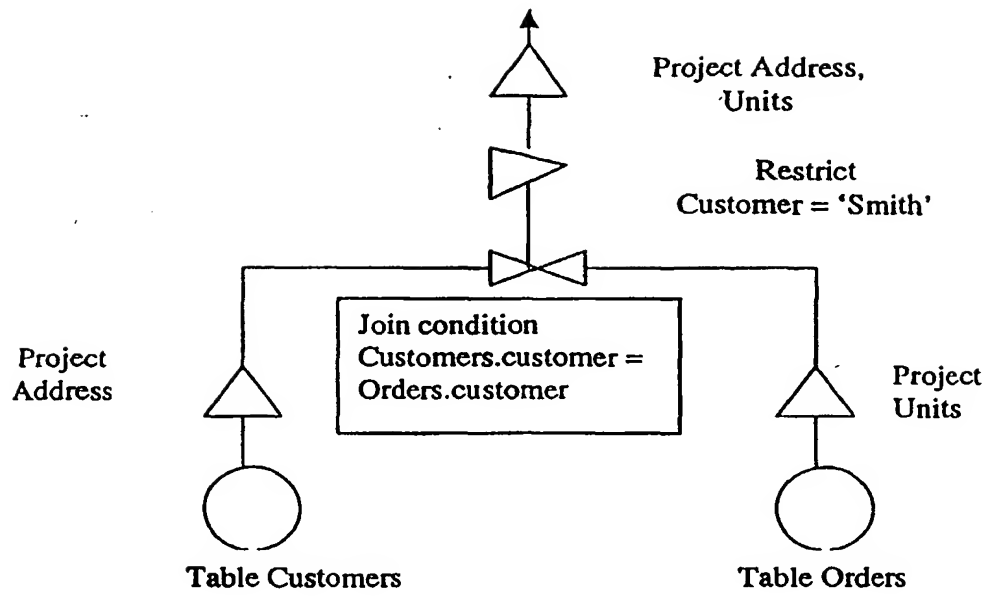 Project Address,
Units
Restrict
Customer = ‘Smith’
Join condition
Customers.customer =
Orders.customer
Project
Address
Project
Units
Table Customers
Table Orders